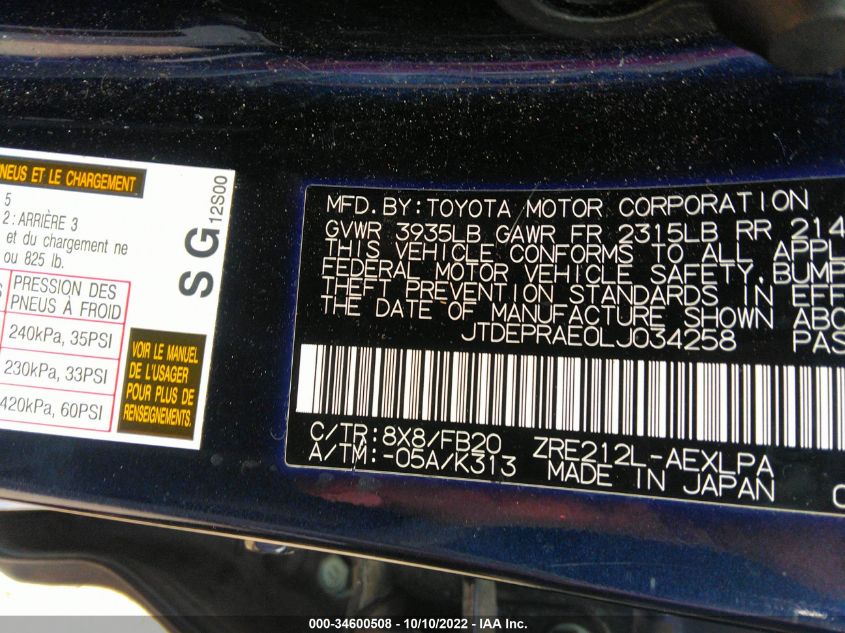 NEUS ET LE CHARGEMENT
5
2 : ARRIÈRE 3
et du chargement ne
ou 825 lb.
PRESSION DES
PNEUS À FROID
240kPa, 35PSI
230kPa, 33PSI
420kPa, 60PSI
VOIR LE MANUEL
DE L'USAGER
POUR PLUS DE
RENSEIGNEMENTS.
SG
12S00
MFD.BY:TOYOTA MOTOR CORPORATION
GVWR 3935LB GAWR FR 2315LB RR 214
THIS VEHICLE CONFORMS TO ALL APPL
FEDERAL MOTOR VEHICLE SAFETY,BUMP
THEFT PREVENTION STANDARDS IN EFF
THE DATE OF MANUFACTURE SHOWN ABO
JTDEPRAE0LJ034258 PAS
C/TR:8X8/FB20 ZRE212L-AEXLPA
A/TM:-05A/K313 MADE IN JAPAN
000-34600508 - 10/10/2022 - IAA Inc.